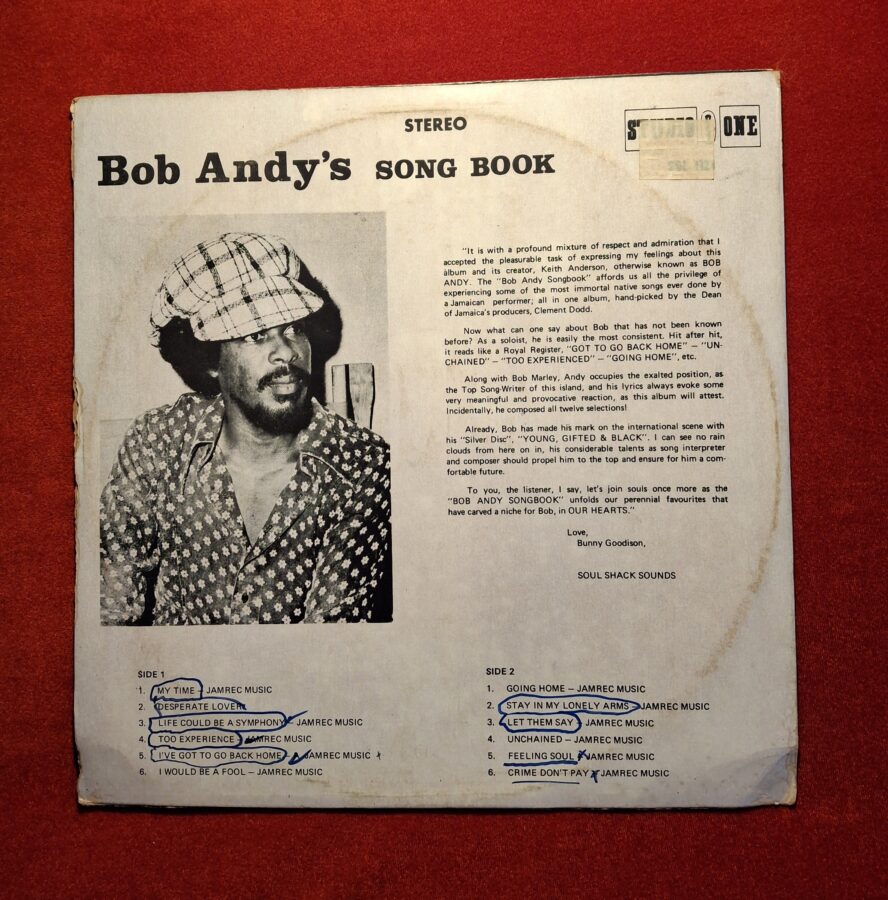 STEREO
STUDIO ONE
Bob Andy's SONG BOOK
"It is with a profound mixture of respect and admiration that I
accepted the pleasurable task of expressing my feelings about this
album and its creator, Keith Anderson, otherwise known as BOB
ANDY. The "Bob Andy Songbook" affords us all the privilege of
experiencing some of the most immortal native songs ever done by
a Jamaican performer; all in one album, hand-picked by the Dean
of Jamaica's producers, Clement Dodd.
Now what can one say about Bob that has not been known
before? As a soloist, he is easily the most consistent. Hit after hit,
it reads like a Royal Register, "GOT TO GO BACK HOME" – "UN-
CHAINED" – "TOO EXPERIENCED" – "GOING HOME", etc.
Along with Bob Marley, Andy occupies the exalted position, as
the Top Song-Writer of this island, and his lyrics always evoke some
very meaningful and provocative reaction, as this album will attest.
Incidentally, he composed all twelve selections!
Already, Bob has made his mark on the international scene with
his "Silver Disc", "YOUNG, GIFTED & BLACK". I can see no rain
clouds from here on in, his considerable talents as song interpreter
and composer should propel him to the top and ensure for him a com-
fortable future.
To you, the listener, I say, let's join souls once more as the
"BOB ANDY SONGBOOK" unfolds our perennial favourites that
have carved a niche for Bob, in OUR HEARTS."
Love,
Bunny Goodison,
SOUL SHACK SOUNDS
SIDE 1
1. MY TIME – JAMREC MUSIC
2. DESPERATE LOVER
3. LIFE COULD BE A SYMPHONY – JAMREC MUSIC
4. TOO EXPERIENCE – JAMREC MUSIC
5. I'VE GOT TO GO BACK HOME – JAMREC MUSIC
6. I WOULD BE A FOOL – JAMREC MUSIC
SIDE 2
1. GOING HOME – JAMREC MUSIC
2. STAY IN MY LONELY ARMS – JAMREC MUSIC
3. LET THEM SAY – JAMREC MUSIC
4. UNCHAINED – JAMREC MUSIC
5. FEELING SOUL – JAMREC MUSIC
6. CRIME DON'T PAY – JAMREC MUSIC